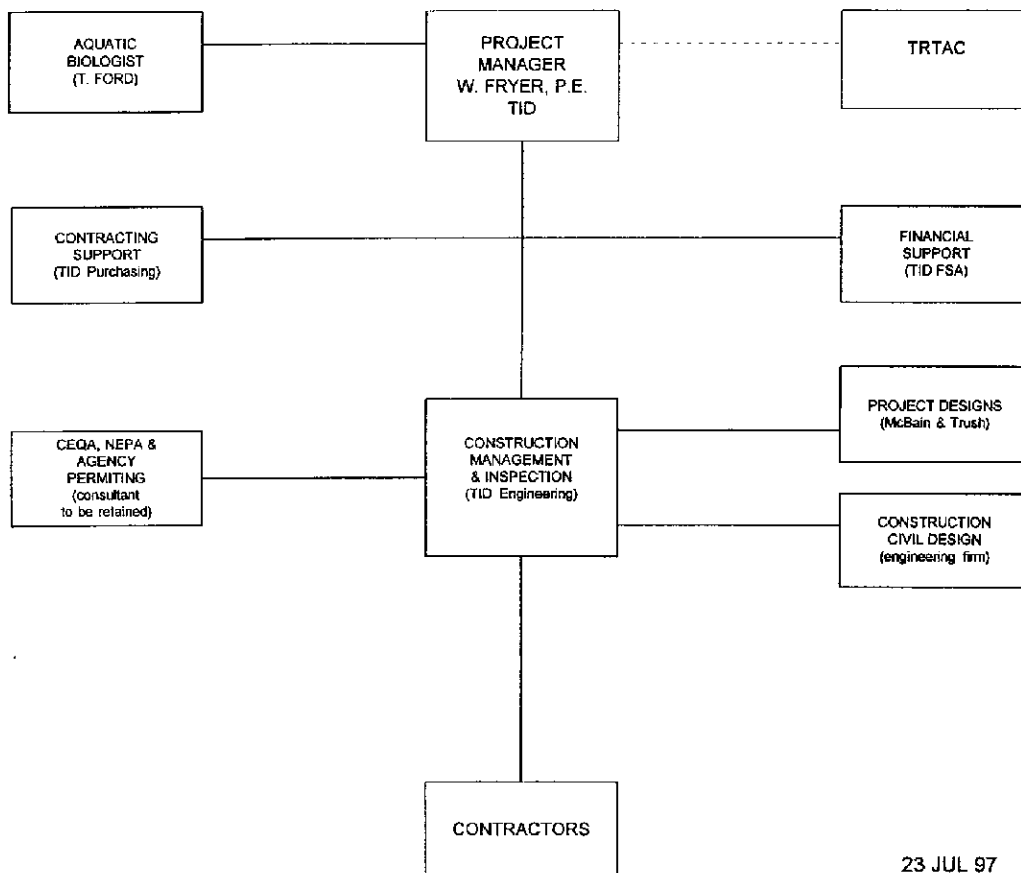 AQUATIC
BIOLOGIST
(T. FORD)
PROJECT
MANAGER
W. FRYER, P.E.
TID
TRTAC
CONTRACTING
SUPPORT
(TID Purchasing)
FINANCIAL
SUPPORT
(TID FSA)
CEQA, NEPA &
AGENCY
PERMITING
(consultant
to be retained)
CONSTRUCTION
MANAGEMENT
& INSPECTION
(TID Engineering)
PROJECT DESIGNS
(McBain & Trush)
CONSTRUCTION
CIVIL DESIGN
(engineering firm)
CONTRACTORS
23 JUL 97